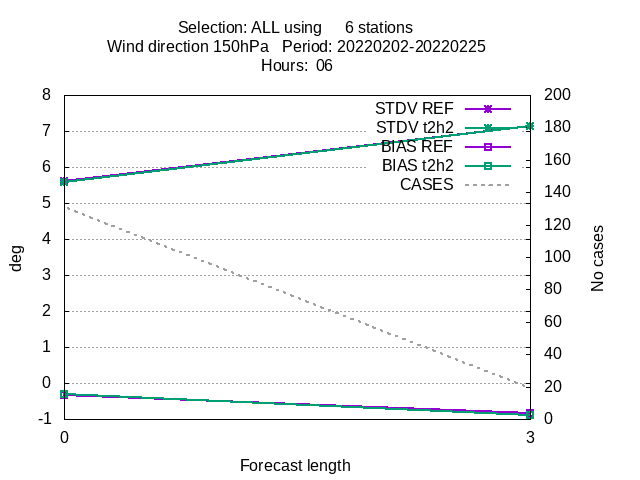 Selection: ALL using 6 stations
Wind direction 150hPa Period: 20220202-20220225
Hours: 06
8
7
6
5
4
3
2
1
0
-1
200
180
160
140
120
100
80
60
40
20
0
STDV REF
STDV t2h2
BIAS REF
BIAS t2h2
CASES
deg
No cases
0
3
Forecast length